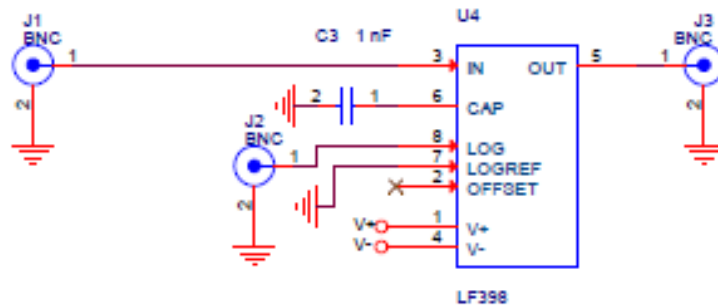 J1
BNC
1
2
C3 1 nF
U4
J3
BNC
3 IN OUT 5
1
2
2 1 6 CAP
J2
BNC
1
2
8 LOG
7 LOGREF
2 OFFSET
V+ 1 V+
V- 4 V-
LF398